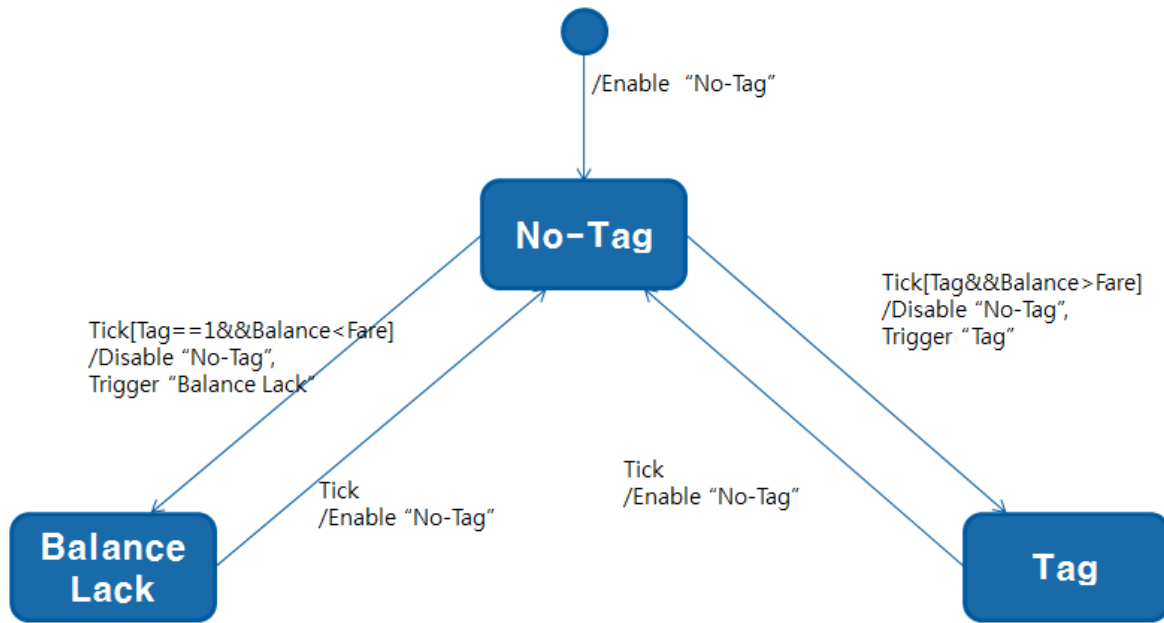 /Enable “No-Tag”
No-Tag
Tick[Tag&&Balance>Fare]
/Disable “No-Tag”,
Trigger “Tag”
Tick[Tag==1&&Balance<Fare]
/Disable “No-Tag”,
Trigger “Balance Lack”
Tick
/Enable “No-Tag”
Tick
/Enable “No-Tag”
Balance
Lack
Tag